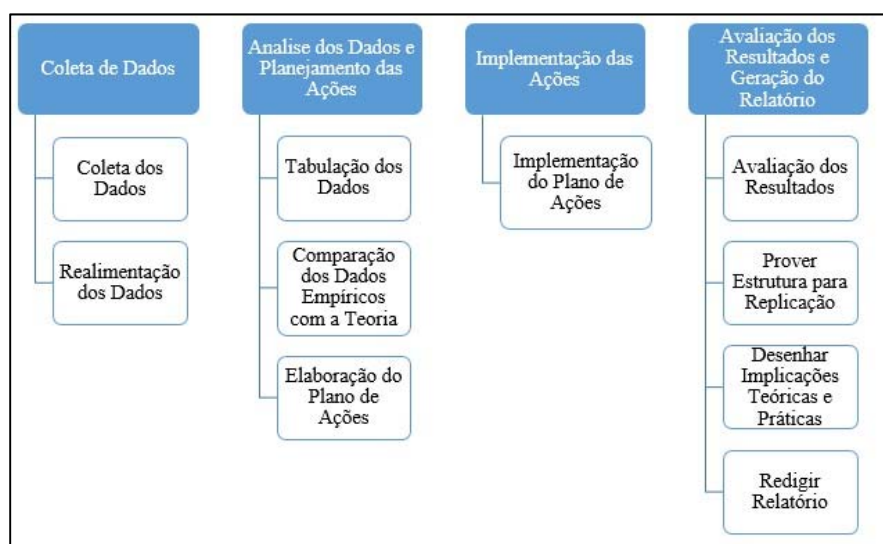 Coleta de Dados
Coleta dos
Dados
Realimentação
dos Dados
Analise dos Dados e
Planejamento das
Ações
Tabulação dos
Dados
Comparação
dos Dados
Empíricos
com a Teoria
Elaboração do
Plano de
Ações
Implementação das
Ações
Implementação
do Plano de
Ações
Avaliação dos
Resultados e
Geração do
Relatório
Avaliação dos
Resultados
Prover
Estrutura para
Replicação
Desenhar
Implicações
Teóricas e
Práticas
Redigir
Relatório